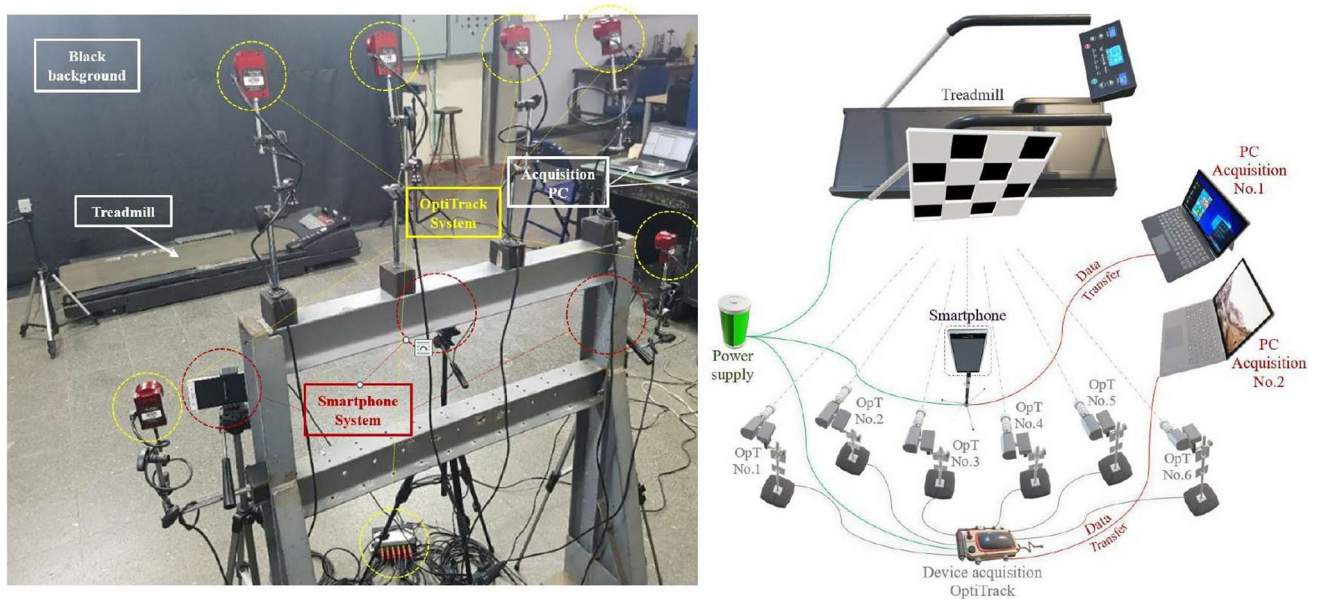 Black
background
Treadmill
OptiTrack
System
Acquisition
PC
Smartphone
System
Treadmill
PC
Acquisition
No.1
Data
Transfer
Smartphone
Power
supply
PC
Acquisition
No.2
OpT
No.1
OpT
No.2
OpT
No.3
OpT
No.4
OpT
No.5
OpT
No.6
Data
Transfer
Device acquisition
OptiTrack